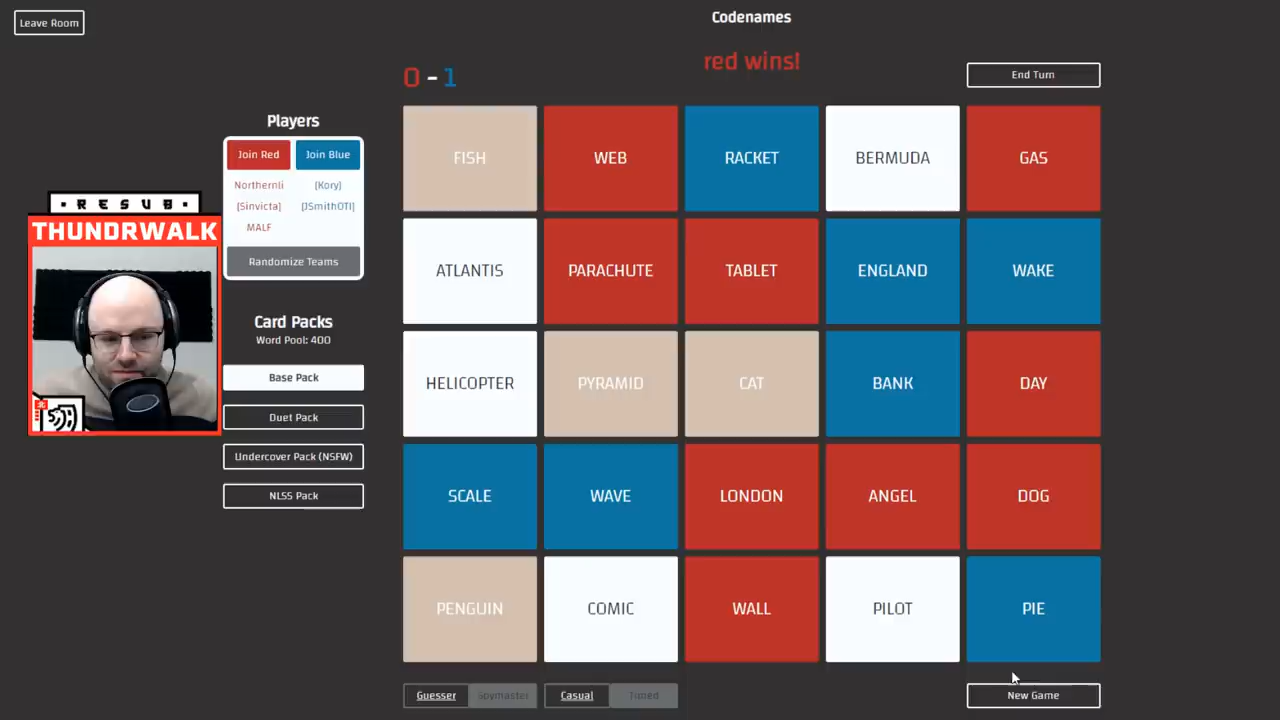 Leave Room
Codenames
red wins!
0 - 1
End Turn
Players
Join Red Join Blue
Northernli [Kory]
[Sinvicta] [JSmithOTI]
MALF
Randomize Teams
Card Packs
Word Pool: 400
Base Pack
Duet Pack
Undercover Pack (NSFW)
NLSS Pack
• RESUB •
THUNDRWALK
FISH WEB RACKET BERMUDA GAS
ATLANTIS PARACHUTE TABLET ENGLAND WAKE
HELICOPTER PYRAMID CAT BANK DAY
SCALE WAVE LONDON ANGEL DOG
PENGUIN COMIC WALL PILOT PIE
Guesser Spymaster Casual Timed New Game